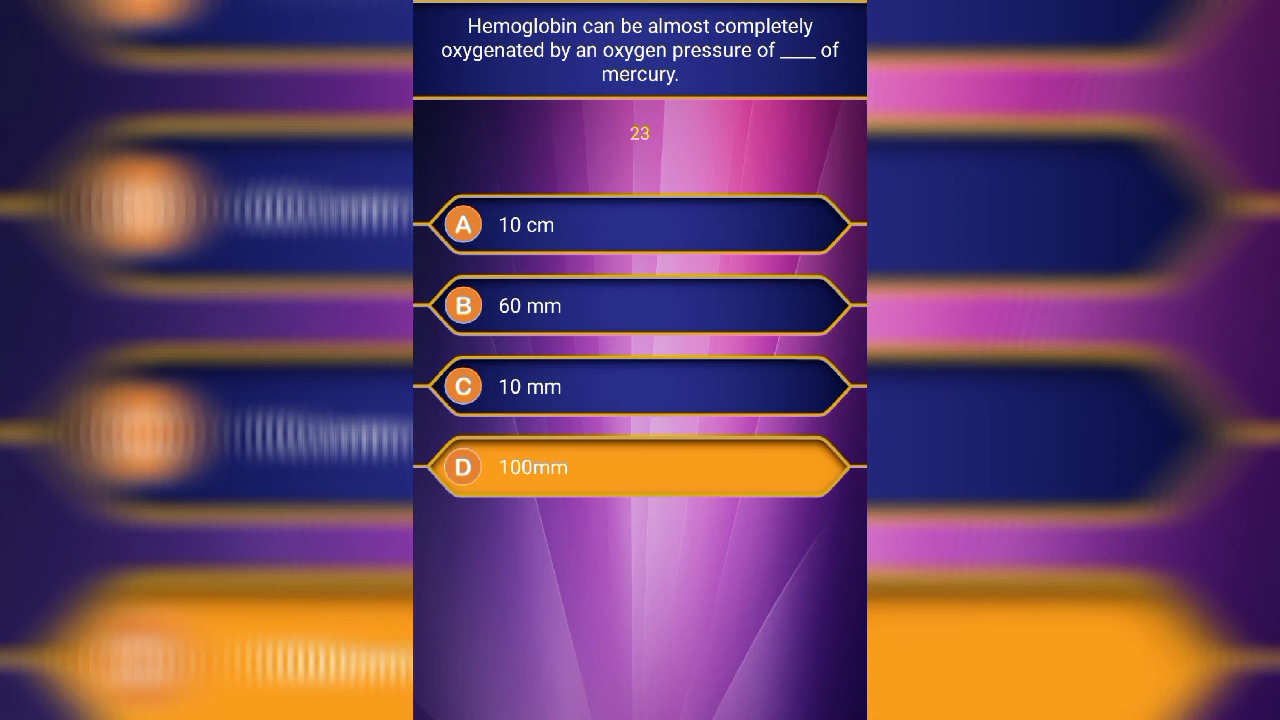 Hemoglobin can be almost completely
oxygenated by an oxygen pressure of ____ of
mercury.
23
A 10 cm
B 60 mm
C 10 mm
D 100mm